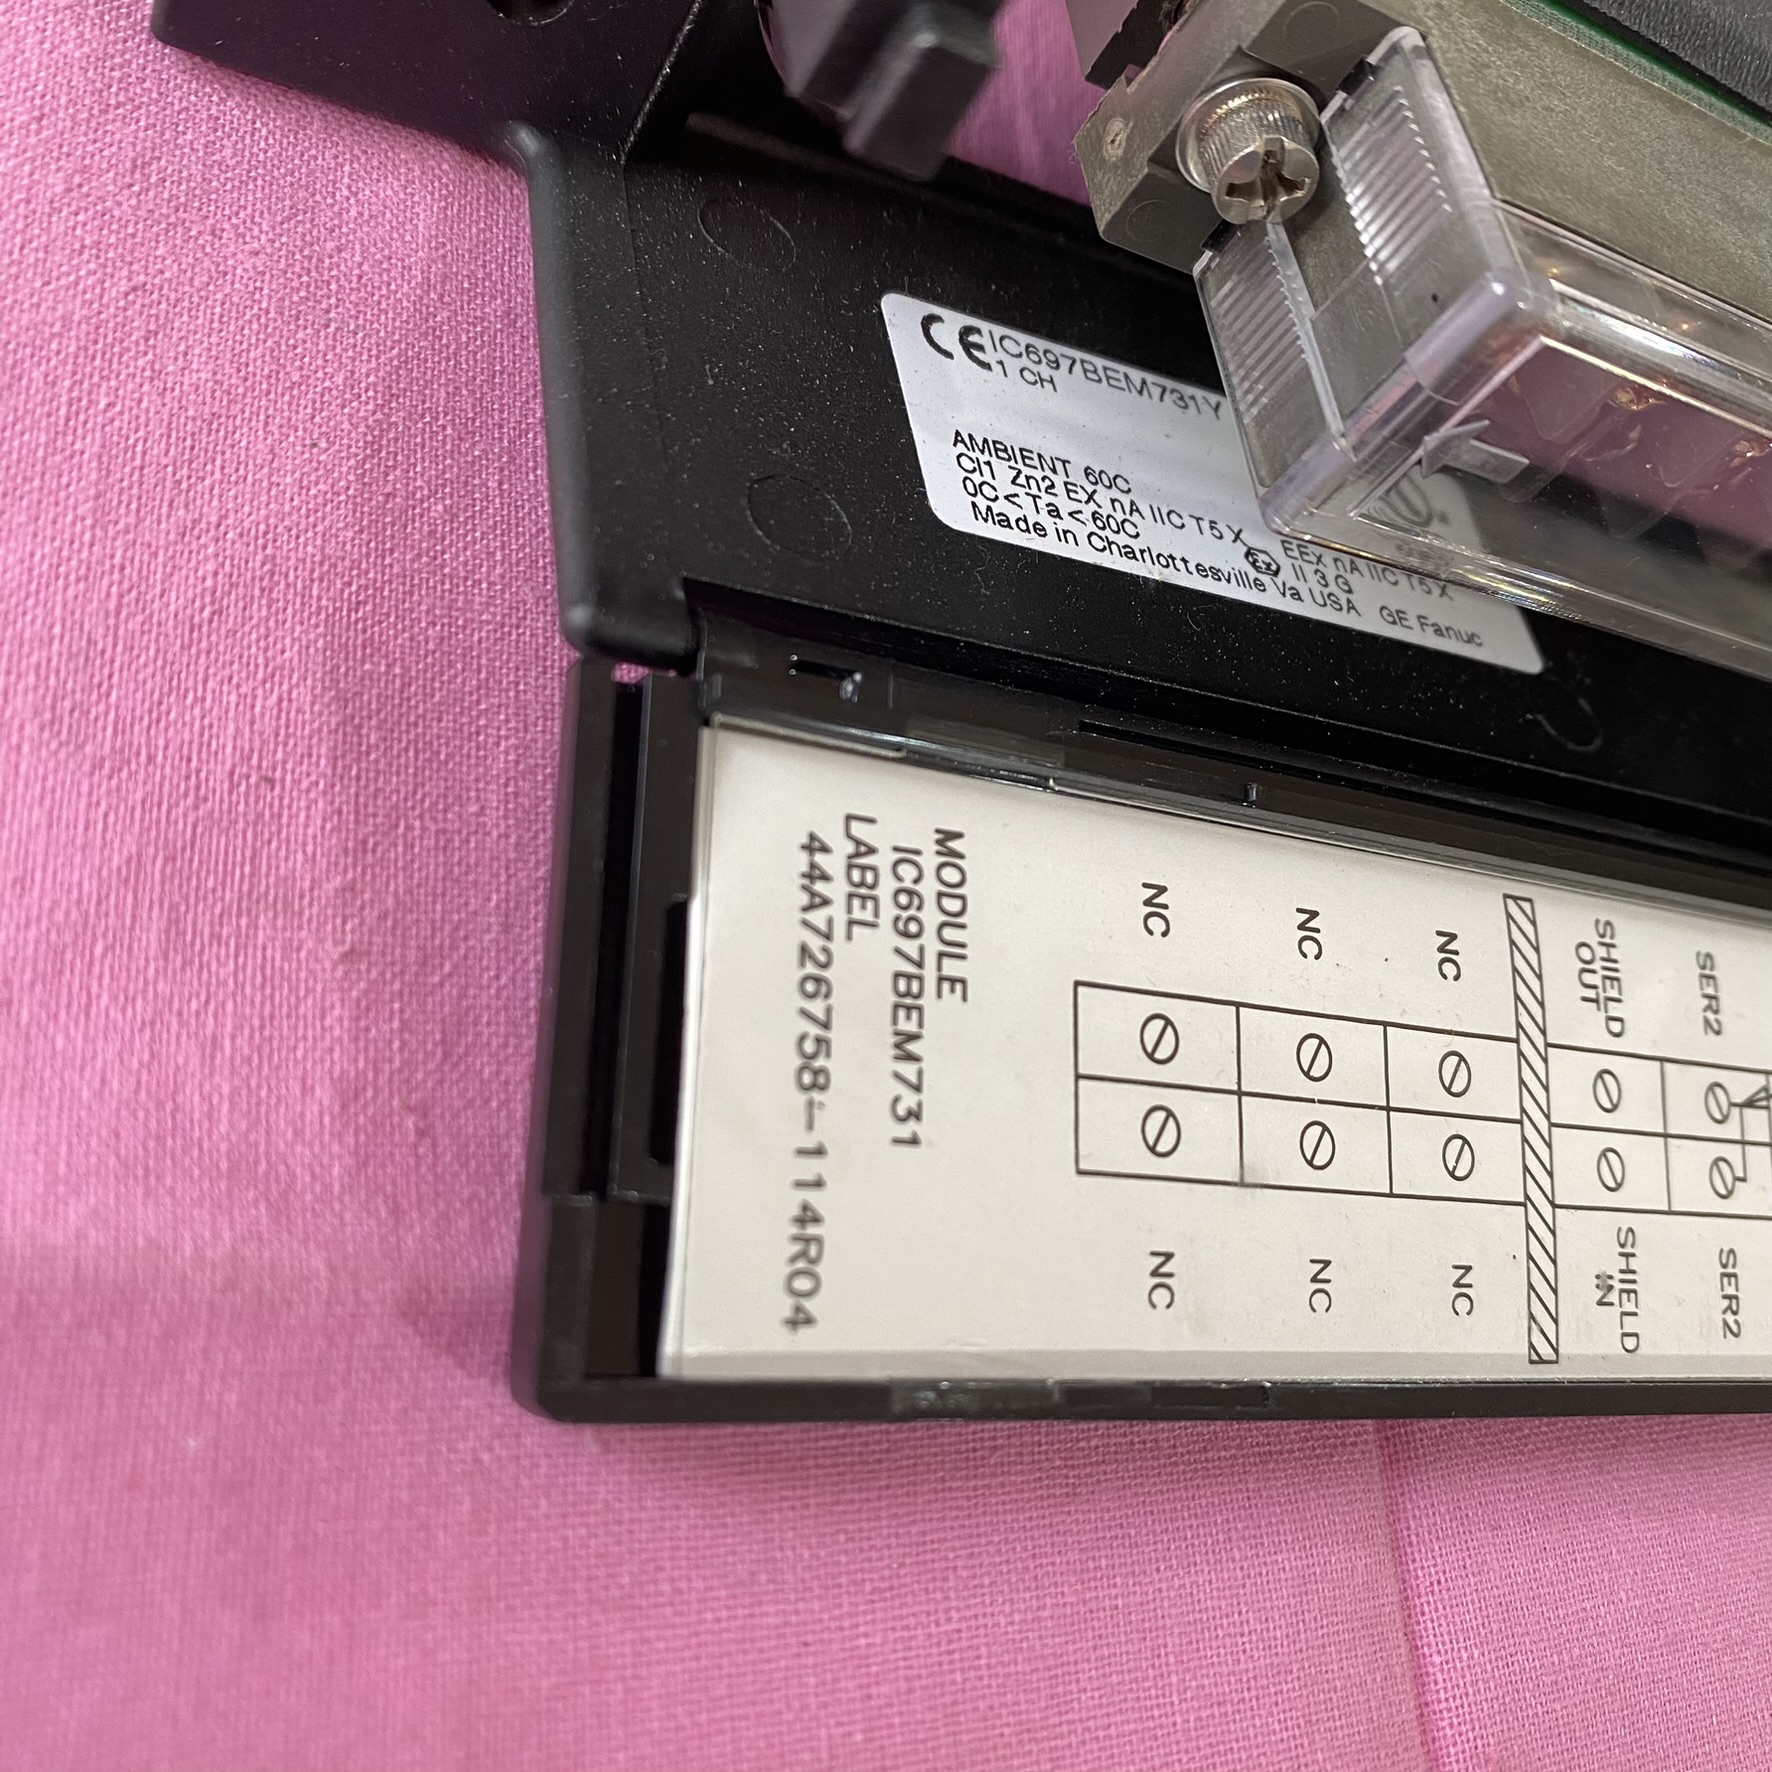 CE IC697BEM731Y
1 CH
AMBIENT 60C
Cl1 Zn2 EX nA IIC T5 X EEx nA IIC T5 X
0C<Ta<60C Ex II 3 G
Made in Charlottesville Va USA GE Fanuc
MODULE
IC697BEM731
LABEL
44A726758-114R04
NC NC NC SHIELD OUT SER2
NC NC NC SHIELD IN SER2